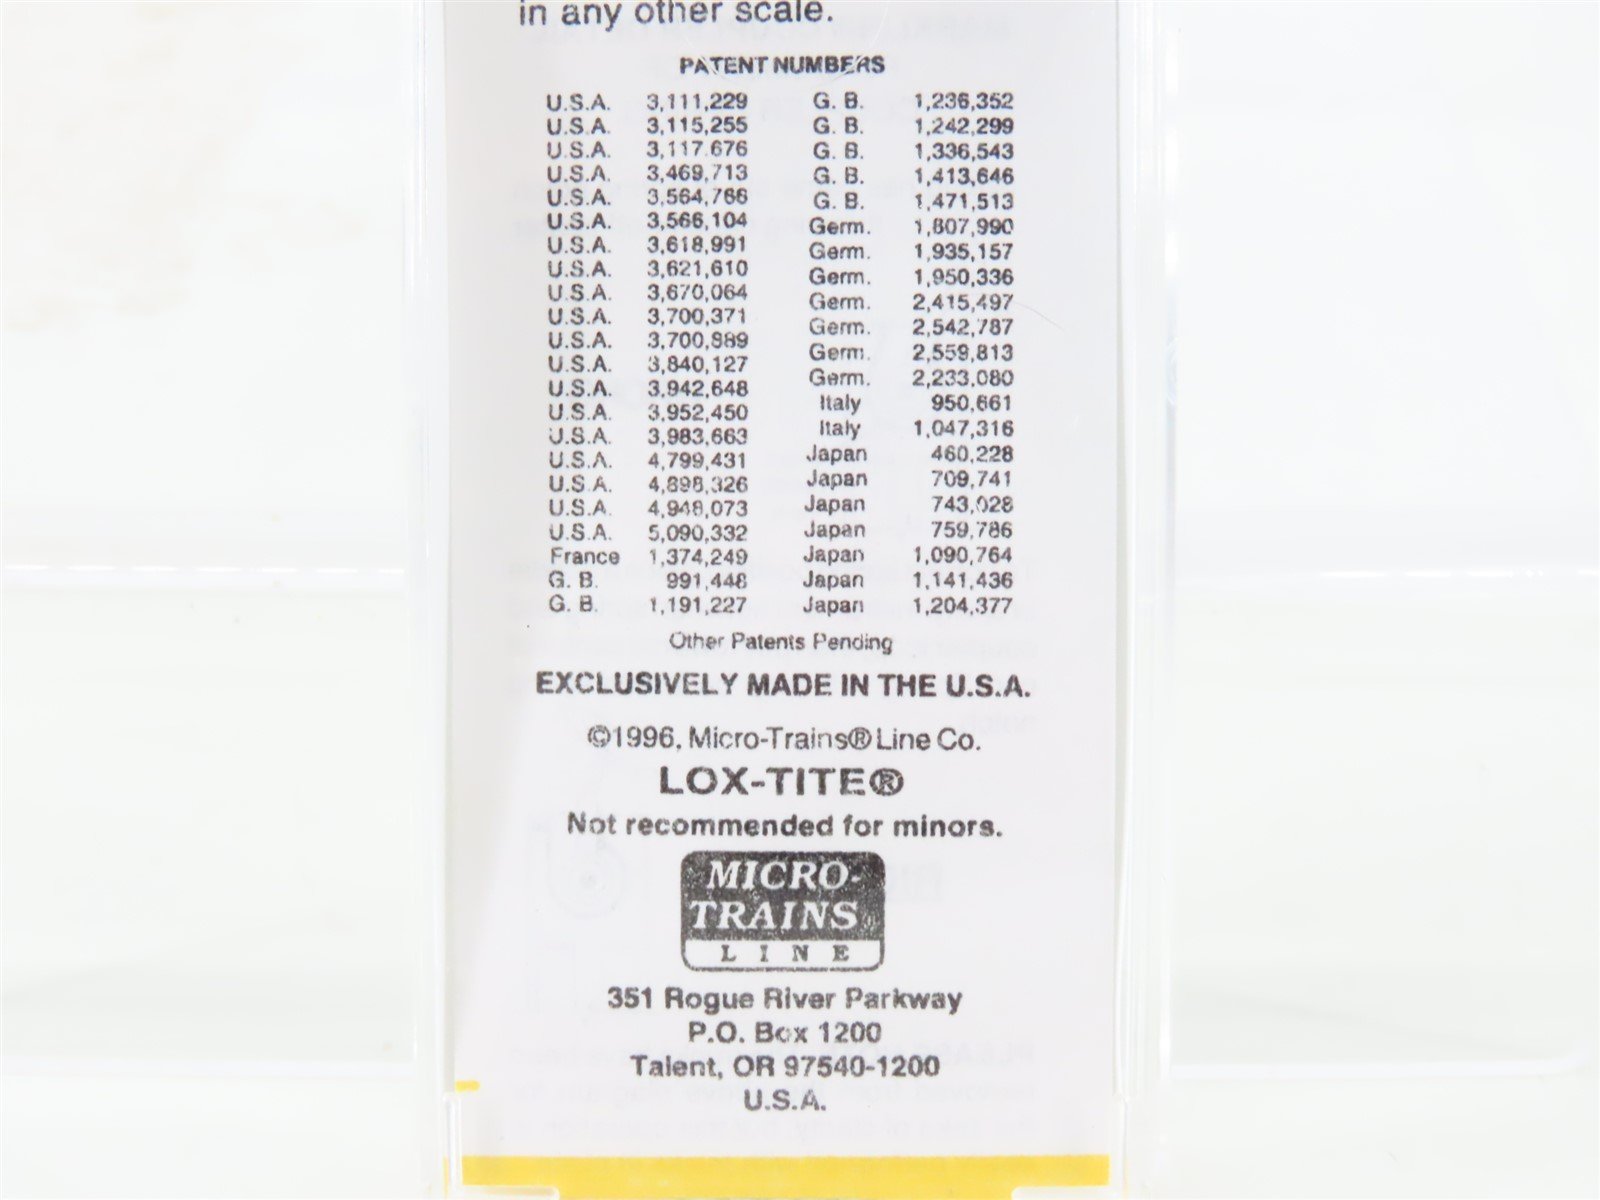 in any other scale.
PATENT NUMBERS
U.S.A. 3,111,229 G. B. 1,236,352
U.S.A. 3,115,255 G. B. 1,242,299
U.S.A. 3,117.676 G. B. 1,336,543
U.S.A. 3,469,713 G. B. 1,413,646
U.S.A. 3,564,766 G. B. 1,471,513
U.S.A. 3,566,104 Germ. 1,807,990
U.S.A. 3,618,991 Germ. 1,935,157
U.S.A. 3,621,610 Germ. 1,950,336
U.S.A. 3,670,064 Germ. 2,415,497
U.S.A. 3,700,371 Germ. 2,542,787
U.S.A. 3,700,889 Germ. 2,559,813
U.S.A. 3,840,127 Germ. 2,233,080
U.S.A. 3,942,648 Italy 950,661
U.S.A. 3,952,450 Italy 1,047,316
U.S.A. 3,983,663 Japan 460,228
U.S.A. 4,799,431 Japan 709,741
U.S.A. 4,898,326 Japan 743,028
U.S.A. 4,948,073 Japan 759,786
U.S.A. 5,090,332 Japan 1,090,764
France 1,374,249 Japan 1,141,436
G. B. 991,448 Japan 1,204,377
G. B. 1,191,227
Other Patents Pending
EXCLUSIVELY MADE IN THE U.S.A.
©1996, Micro-Trains® Line Co.
LOX-TITE®
Not recommended for minors.
MICRO-
TRAINS
LINE
351 Rogue River Parkway
P.O. Box 1200
Talent, OR 97540-1200
U.S.A.